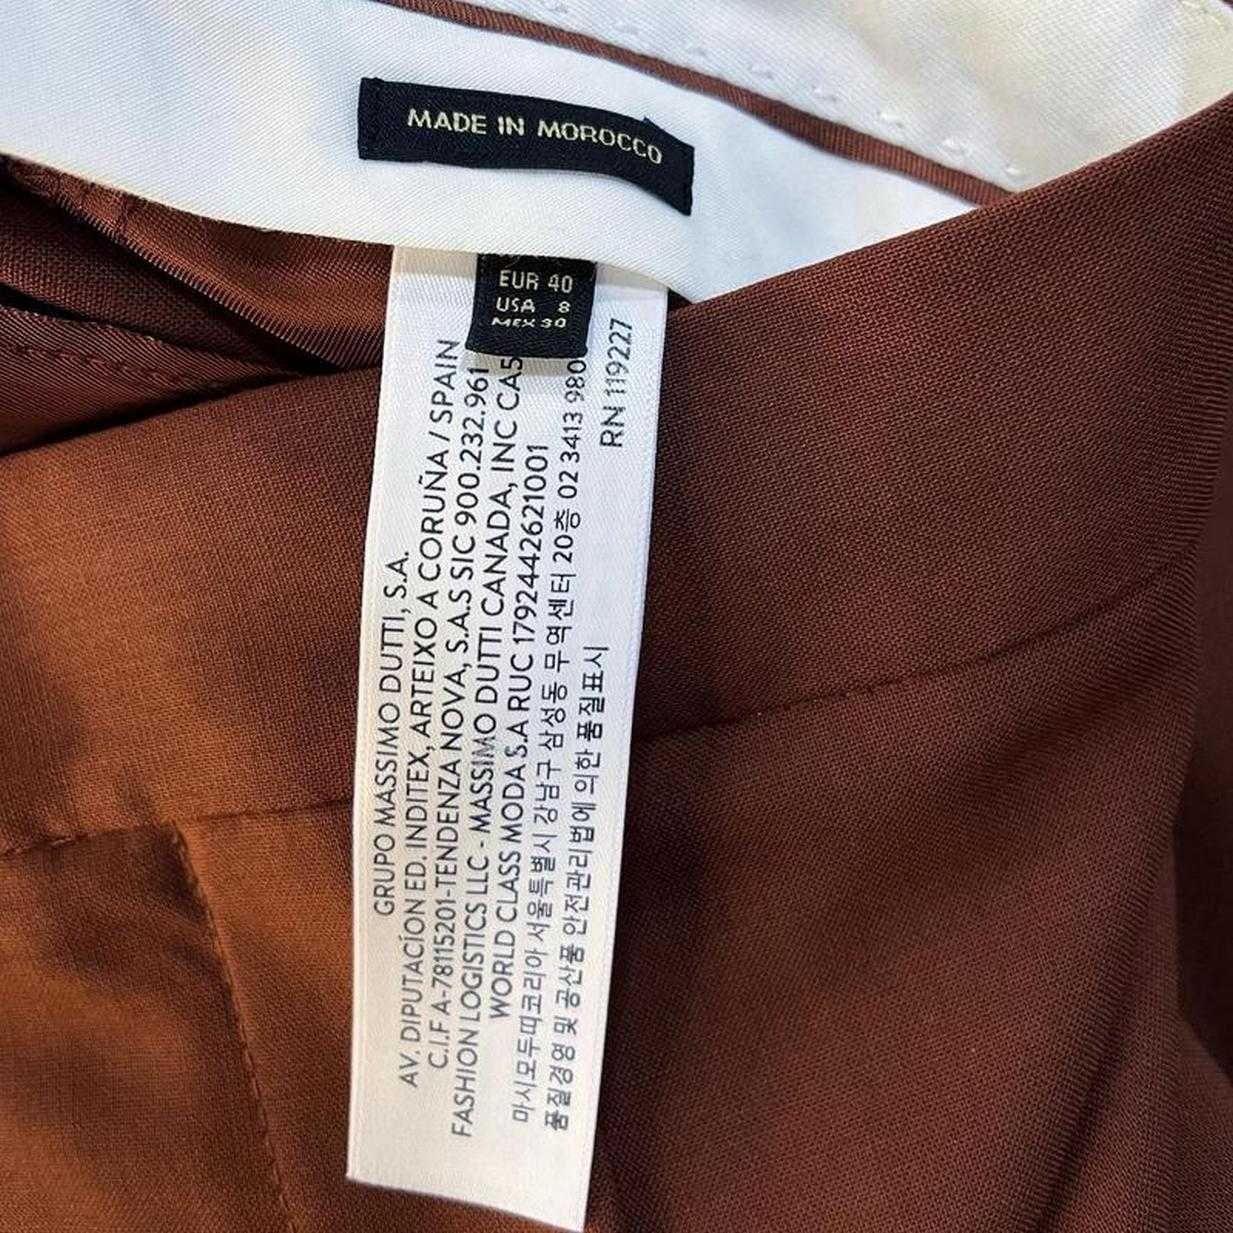 MADE IN MOROCCO
EUR 40
USA 8
MEX 30
GRUPO MASSIMO DUTTI, S.A.
AV. DIPUTACÍON ED. INDITEX, ARTEIXO A CORUÑA / SPAIN
C.I.F A-78115201-TENDENZA NOVA, S.A.S SIC 900.232.961
FASHION LOGISTICS LLC - MASSIMO DUTTI CANADA, INC CA5
WORLD CLASS MODA S.A RUC 1792442621001
마시모두띠코리아 서울특별시 강남구 삼성동 무역센터 20층 02 3413 980
품질경영 및 공산품 안전관리법에 의한 품질표시
RN 119227